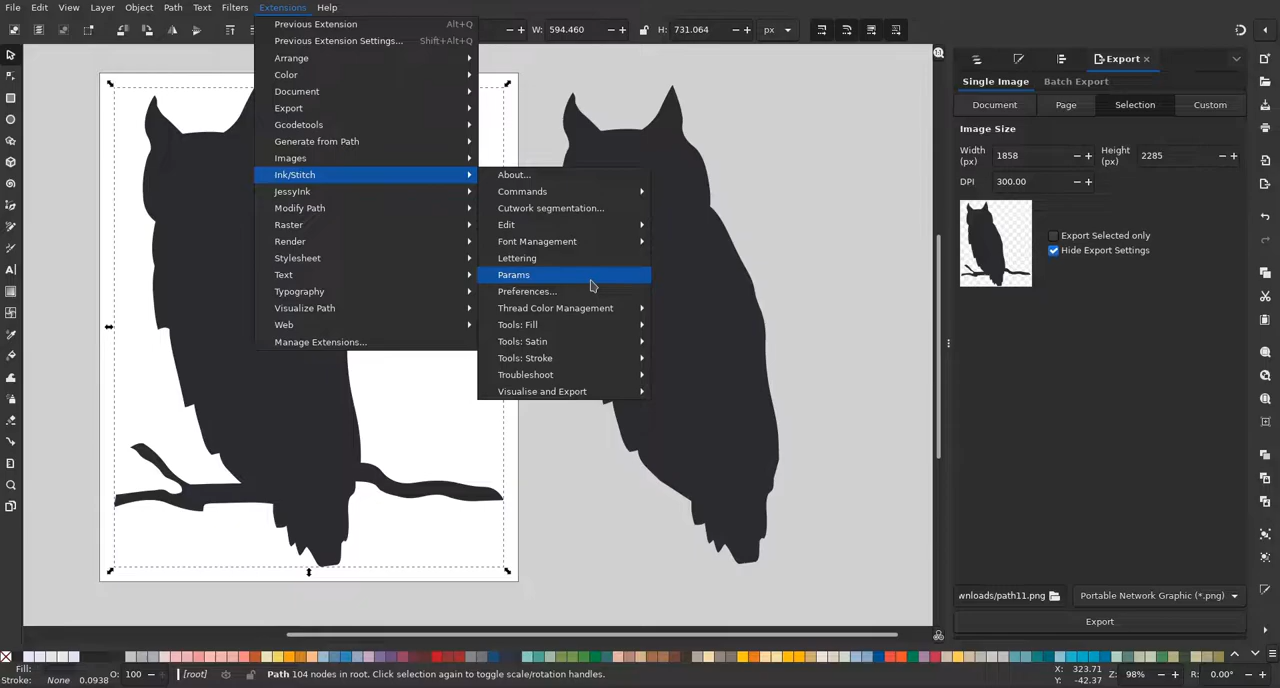 File Edit View Layer Object Path Text Filters Extensions Help
W: 594.460 H: 731.064 px
Previous Extension Alt+Q
Previous Extension Settings... Shift+Alt+Q
Arrange
Color
Document
Export
Gcodetools
Generate from Path
Images
Ink/Stitch
JessyInk
Modify Path
Raster
Render
Stylesheet
Text
Typography
Visualize Path
Web
Manage Extensions...
About...
Commands
Cutwork segmentation...
Edit
Font Management
Lettering
Params
Preferences...
Thread Color Management
Tools: Fill
Tools: Satin
Tools: Stroke
Troubleshoot
Visualise and Export
Export
Single Image Batch Export
Document Page Selection Custom
Image Size
Width (px) 1858 Height (px) 2285
DPI 300.00
Export Selected only
Hide Export Settings
wnloads/path11.png Portable Network Graphic (*.png)
Export
Fill:
Stroke: None 0.0938 O: 100 [root] Path 104 nodes in root. Click selection again to toggle scale/rotation handles.
X: 323.71
Y: -42.37
Z: 98% R: 0.00°